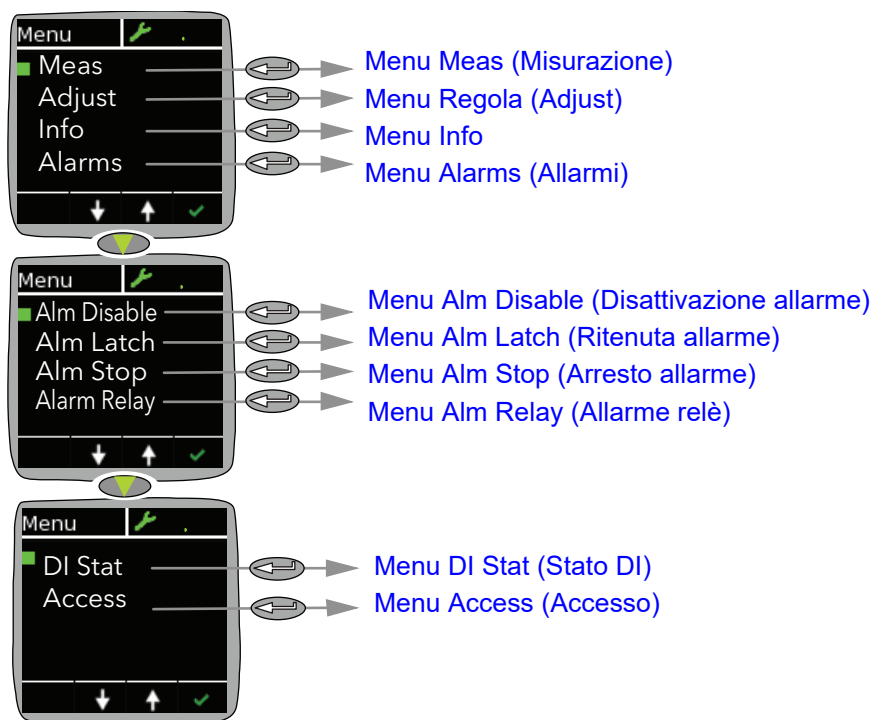 Menu
Meas
Menu Meas (Misurazione)
Adjust
Menu Regola (Adjust)
Info
Menu Info
Alarms
Menu Alarms (Allarmi)
Menu
Alm Disable
Menu Alm Disable (Disattivazione allarme)
Alm Latch
Menu Alm Latch (Ritenuta allarme)
Alm Stop
Menu Alm Stop (Arresto allarme)
Alarm Relay
Menu Alm Relay (Allarme relè)
Menu
DI Stat
Menu DI Stat (Stato DI)
Access
Menu Access (Accesso)